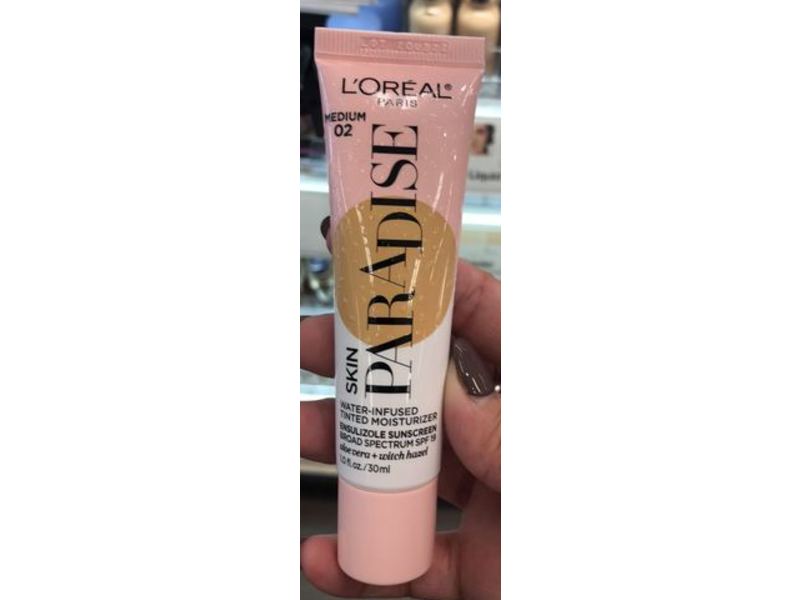 L'ORÉAL®
PARIS
MEDIUM
02
SKIN
PARADISE
WATER-INFUSED
TINTED MOISTURIZER
ENSULIZOLE SUNSCREEN
BROAD SPECTRUM SPF 19
aloe vera + witch hazel
1.0 fl. oz./30ml
Liquid